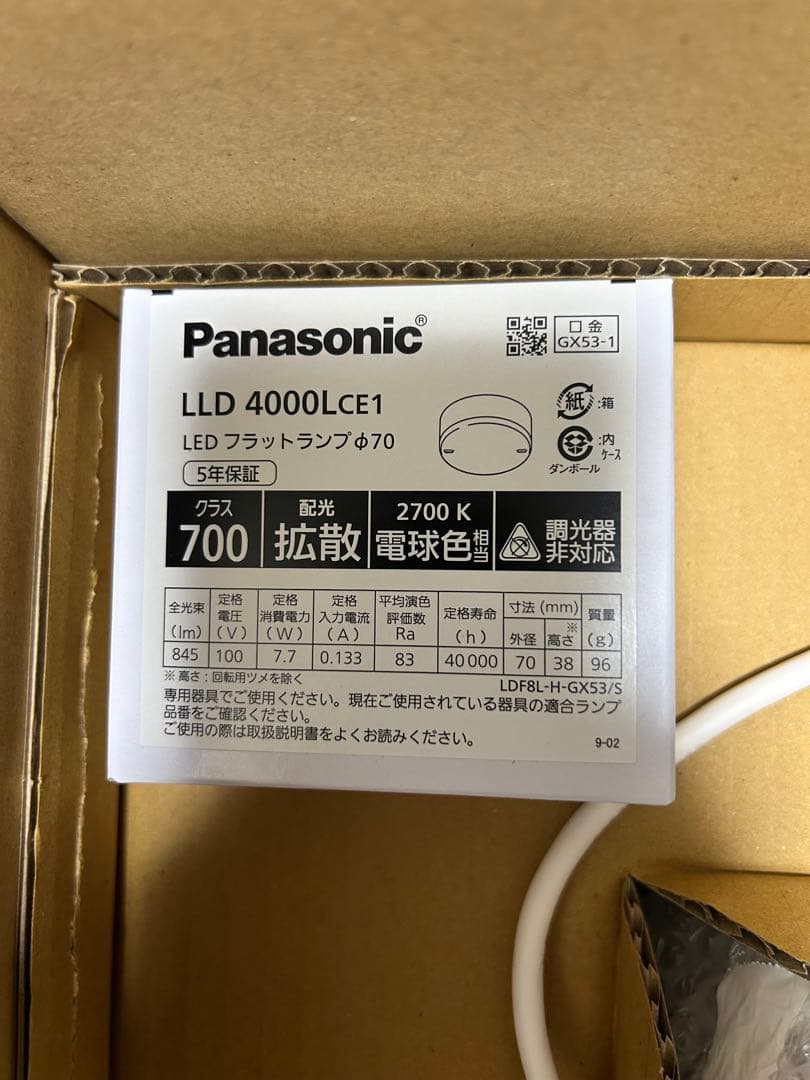 Panasonic®
口金
GX53-1
LLD 4000LCE1
LED フラットランプφ70
5年保証
紙:箱
:内ケース
ダンボール
クラス
700
配光
拡散
2700 K
電球色相当
調光器
非対応
全光束(lm) 定格電圧(V) 定格消費電力(W) 定格入力電流(A) 平均演色評価数Ra 定格寿命(h) 寸法(mm) 外径 高さ※ 質量(g)
845 100 7.7 0.133 83 40000 70 38 96
※高さ:回転用ツメを除く
LDF8L-H-GX53/S
専用器具でご使用ください。現在ご使用されている器具の適合ランプ
品番をご確認ください。
ご使用の際は取扱説明書をよくお読みください。
9-02